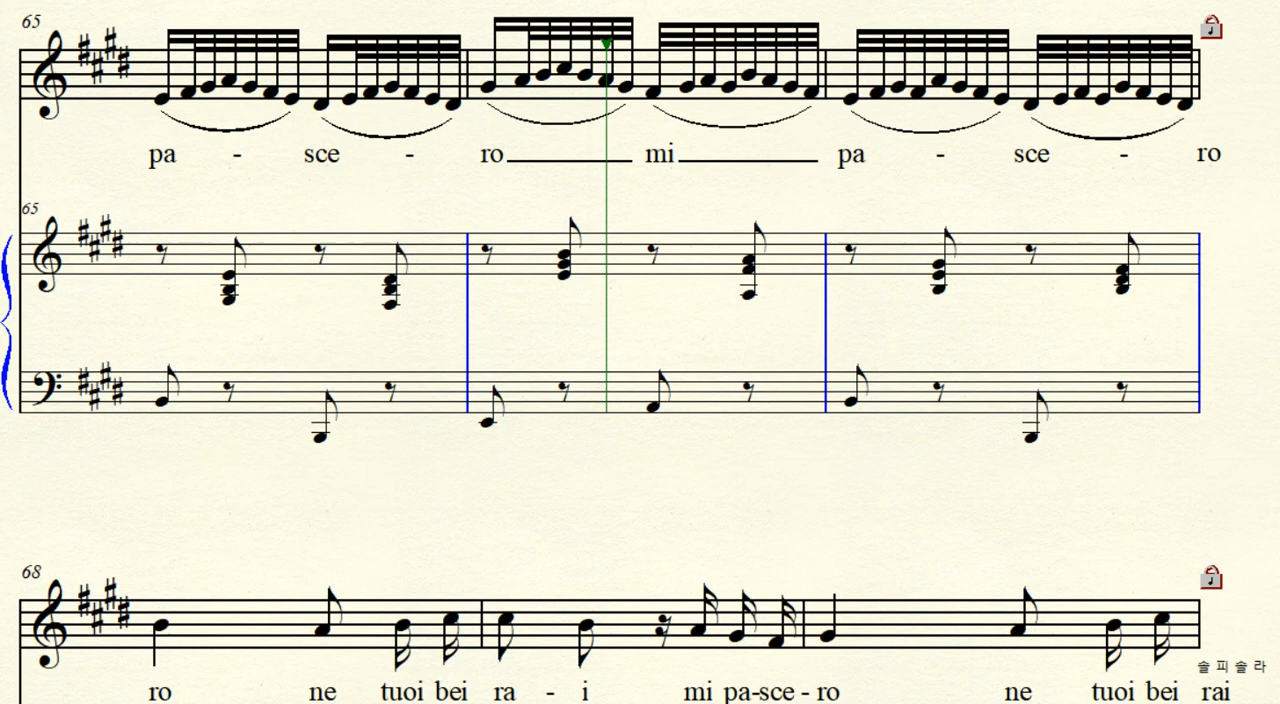 65
pa - sce - ro mi pa - sce - ro
65
68
ro ne tuoi bei ra - i mi pa-sce - ro ne tuoi bei rai
솔 피 솔 라